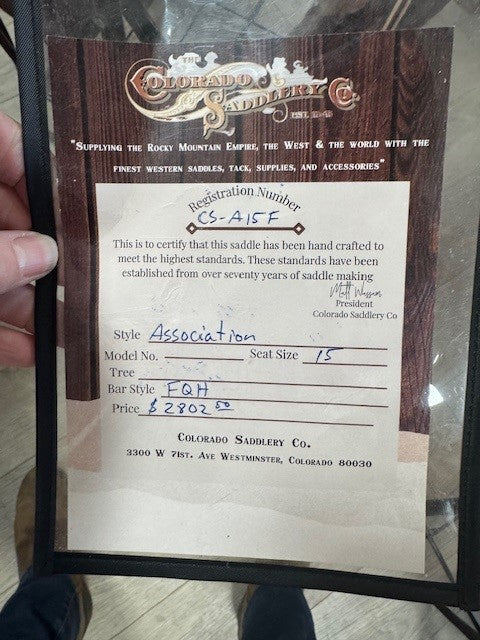 THE
COLORADO
SADDLERY CO.
"SUPPLYING THE ROCKY MOUNTAIN EMPIRE, THE WEST & THE WORLD WITH THE
FINEST WESTERN SADDLES, TACK, SUPPLIES, AND ACCESSORIES"
Registration Number
CS-A15F
This is to certify that this saddle has been hand crafted to
meet the highest standards. These standards have been
established from over seventy years of saddle making
President
Colorado Saddlery Co
Style Association
Model No. Seat Size 15
Tree
Bar Style FQH
Price $ 2802 00
COLORADO SADDLERY CO.
3300 W 71ST. AVE WESTMINSTER, COLORADO 80030